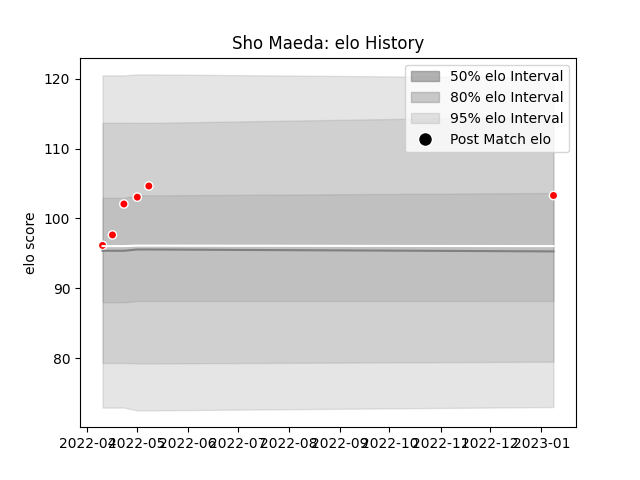 Sho Maeda: elo History
50% elo Interval
80% elo Interval
95% elo Interval
Post Match elo
elo score
120
110
100
90
80
2022-04
2022-05
2022-06
2022-07
2022-08
2022-09
2022-10
2022-11
2022-12
2023-01